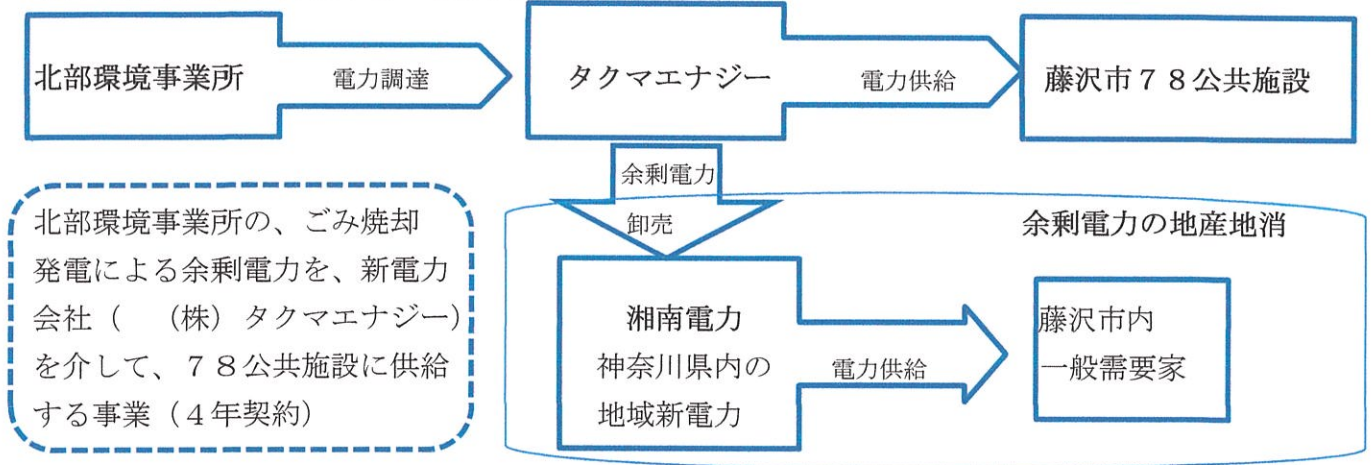 北部環境事業所
電力調達
タクマエナジー
電力供給
藤沢市７８公共施設
余剰電力
卸売
北部環境事業所の、ごみ焼却
発電による余剰電力を、新電力
会社（　（株）タクマエナジー）
を介して、７８公共施設に供給
する事業（４年契約）
余剰電力の地産地消
湘南電力
神奈川県内の
地域新電力
電力供給
藤沢市内
一般需要家